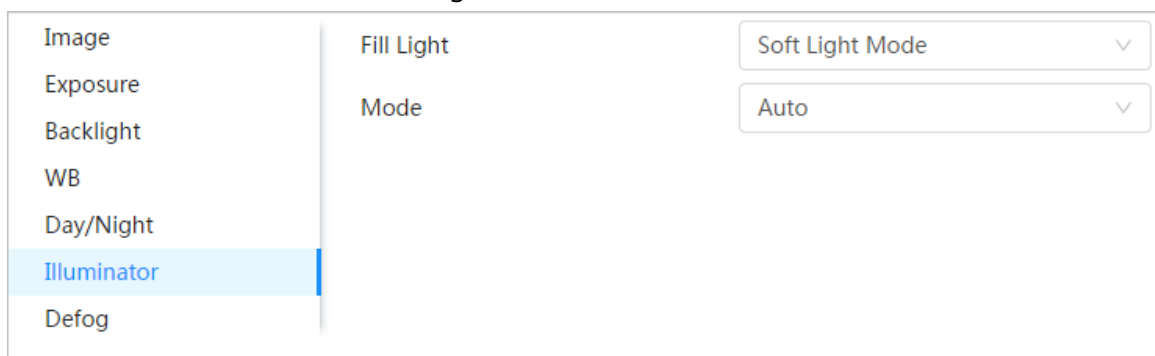 Image
Exposure
Backlight
WB
Day/Night
Illuminator
Defog
Fill Light
Soft Light Mode
Mode
Auto